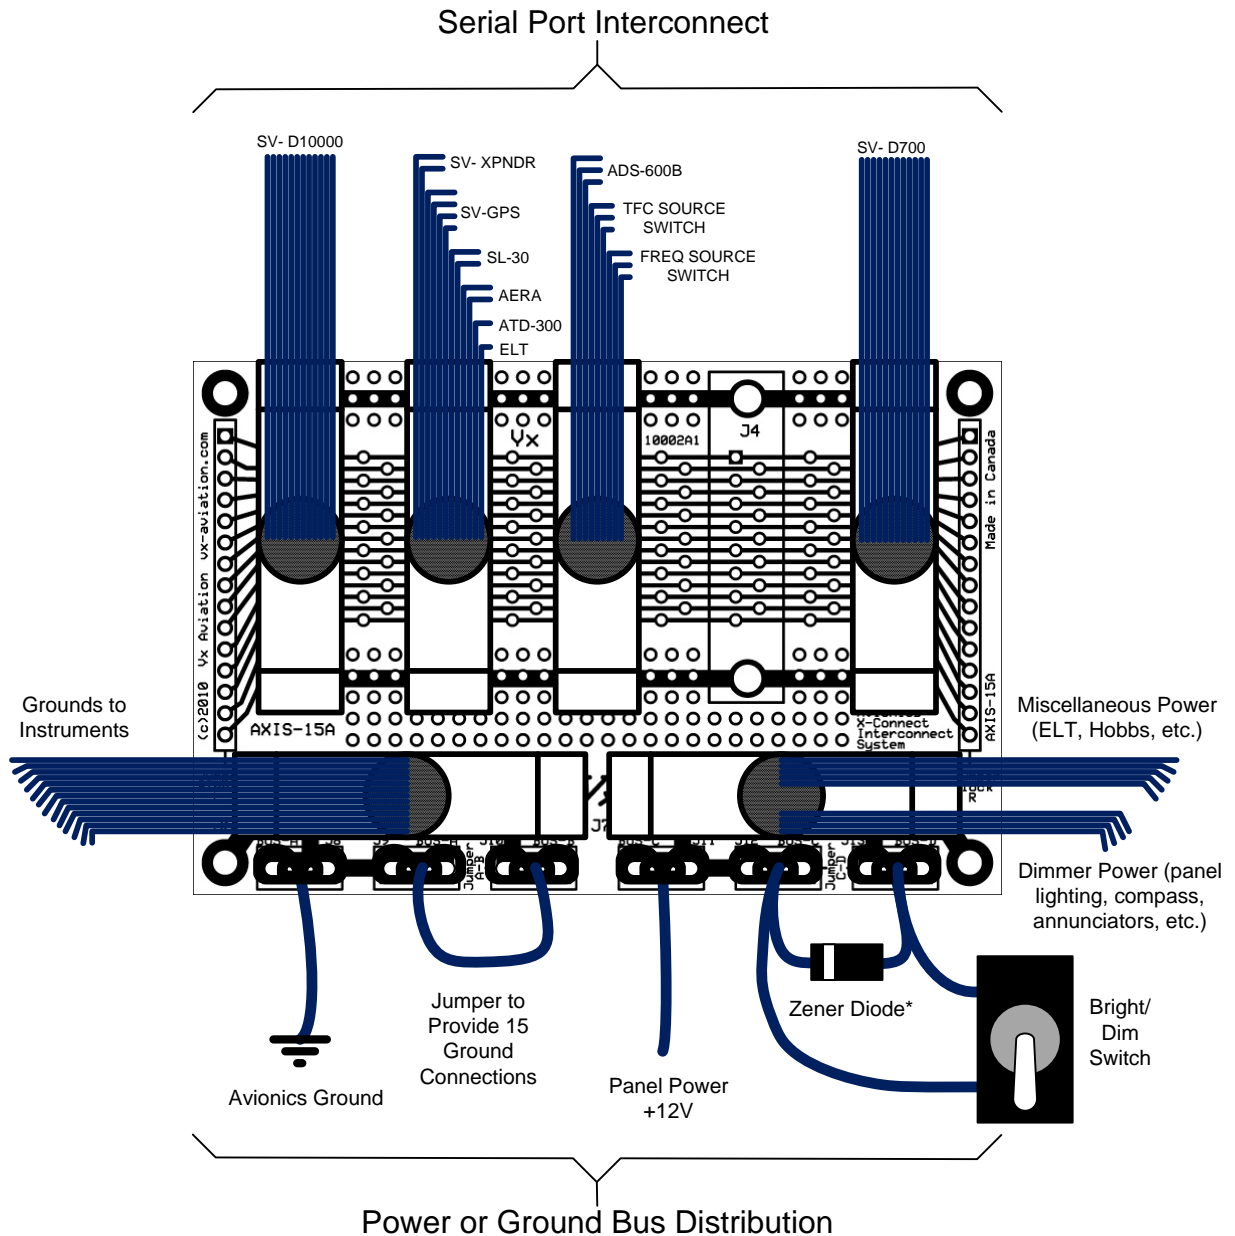 Serial Port Interconnect
SV- D10000
SV- XPNDR
SV-GPS
SL-30
AERA
ATD-300
ELT
ADS-600B
TFC SOURCE
SWITCH
FREQ SOURCE
SWITCH
SV- D700
Vx
10002A1
J4
(c)2010 Vx Aviation vx-aviation.com
Made in Canada
AXIS-15A
AXIS-15A
X-Connect
Interconnect
System
Grounds to
Instruments
Miscellaneous Power
(ELT, Hobbs, etc.)
J7
Jumper
A-B
Jumper
C-D
Dimmer Power (panel
lighting, compass,
annunciators, etc.)
Zener Diode*
Bright/
Dim
Switch
Jumper to
Provide 15
Ground
Connections
Avionics Ground
Panel Power
+12V
Power or Ground Bus Distribution